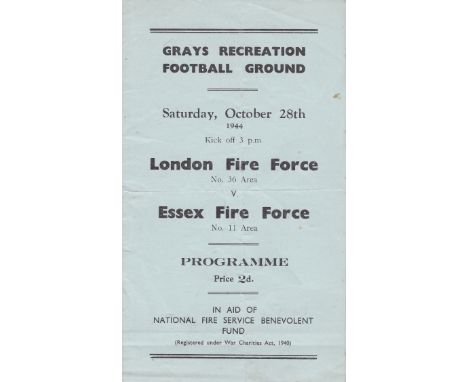 GRAYS RECREATION
FOOTBALL GROUND
Saturday, October 28th
1944
Kick off 3 p.m
London Fire Force
No. 36 Area
V
Essex Fire Force
No. 11 Area
PROGRAMME
Price 2d.
IN AID OF
NATIONAL FIRE SERVICE BENEVOLENT
FUND
(Registered under War Charities Act, 1940)